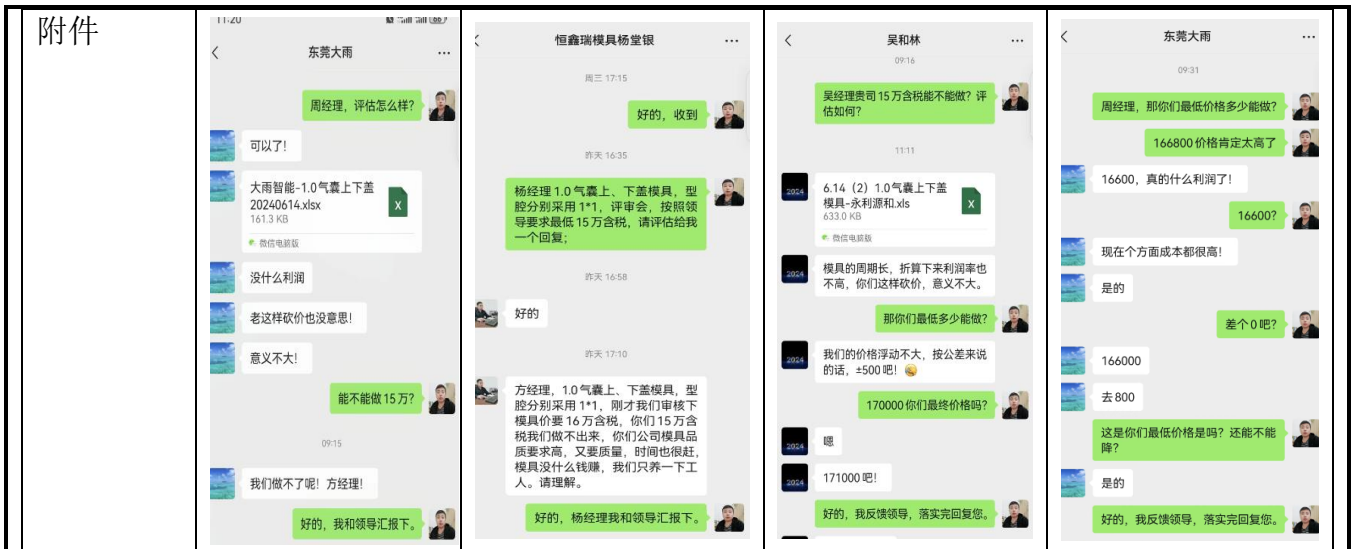 附件
11:20
东莞大雨
周经理，评估怎么样？
可以了！
大雨智能-1.0气囊上下盖
20240614.xlsx
161.3 KB
微信电脑版
没什么利润
老这样砍价也没意思！
意义不大！
能不能做15万？
09:15
我们做不了呢！方经理！
好的，我和领导汇报下。
恒鑫瑞模具杨堂银
周三 17:15
好的，收到
昨天 16:35
杨经理1.0气囊上、下盖模具，型
腔分别采用1*1，评审会，按照领
导要求最低15万含税，请评估给我
一个回复；
昨天 16:58
好的
昨天 17:10
方经理，1.0气囊上、下盖模具，型
腔分别采用1*1，刚才我们审核下
模具价要16万含税，你们15万含
税我们做不出来，你们公司模具品
质要求高，又要质量，时间也很赶，
模具没什么钱赚，我们只养一下工
人。请理解。
好的，杨经理我和领导汇报下。
吴和林
09:16
吴经理贵司15万含税能不能做？评
估如何？
11:11
6.14（2）1.0气囊上下盖
模具-永利源和.xls
633.0 KB
微信电脑版
模具的周期长，折算下来利润率也
不高，你们这样砍价，意义不大。
那你们最低多少能做？
我们的价格浮动不大，按公差来说
的话，±500吧！
170000你们最终价格吗？
嗯
171000吧！
好的，我反馈领导，落实完回复您。
东莞大雨
09:31
周经理，那你们最低价格多少能做？
166800价格肯定太高了
16600，真的什么利润了！
16600?
现在个方面成本都很高！
是的
差个0吧？
166000
去800
这是你们最低价格是吗？还能不能
降？
是的
好的，我反馈领导，落实完回复您。